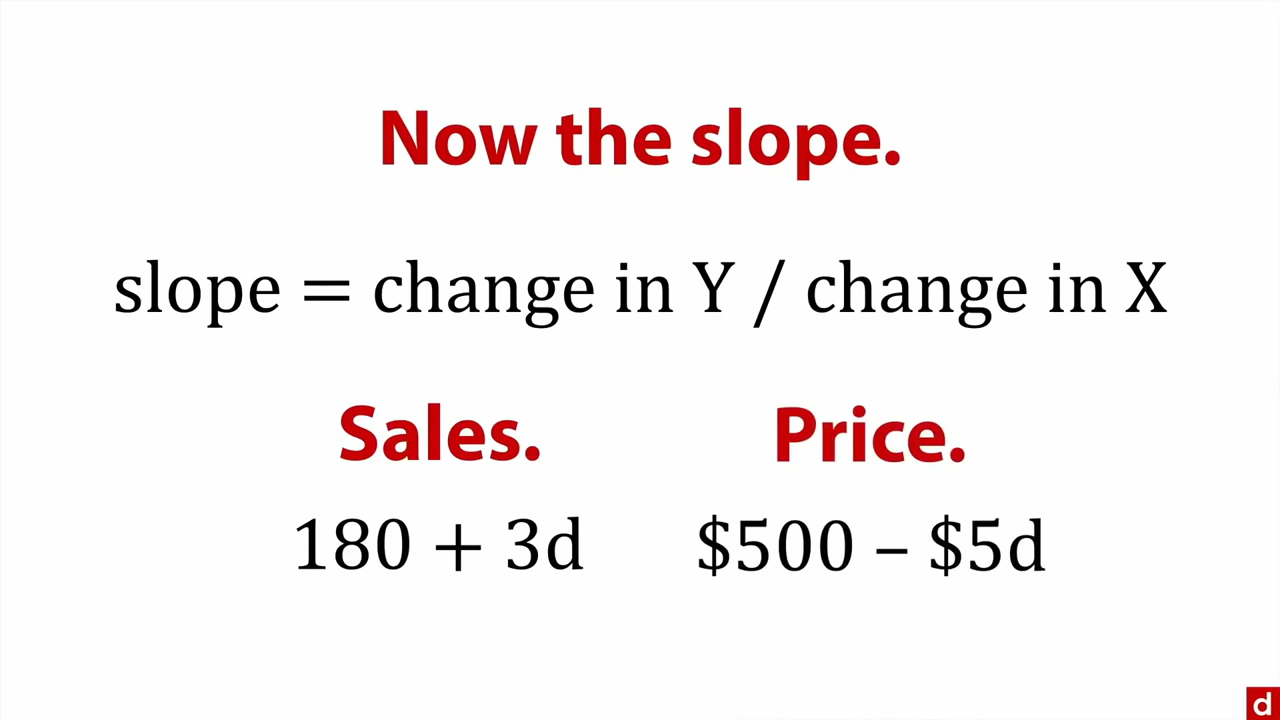 Now the slope.
slope = change in Y / change in X
Sales. Price.
180 + 3d $500 – $5d
d